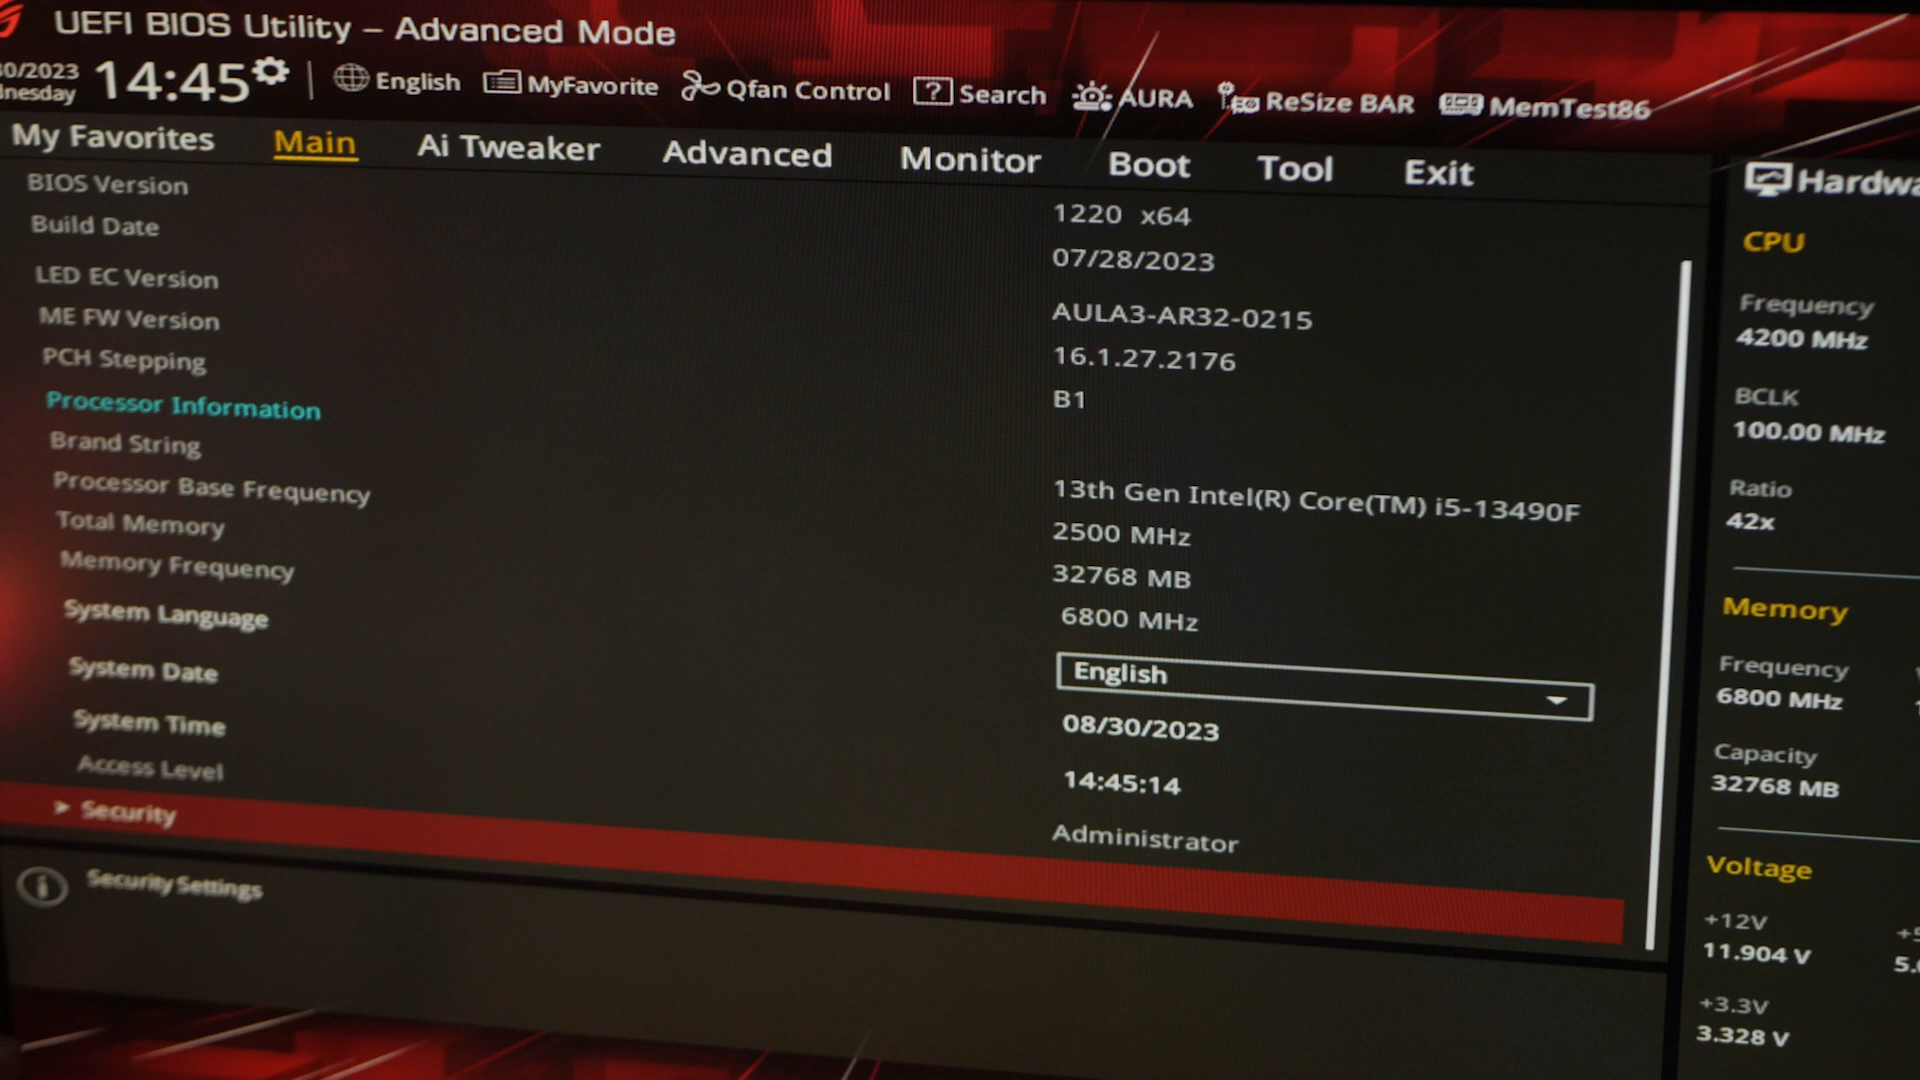 UEFI BIOS Utility – Advanced Mode
14:45
English
MyFavorite
Qfan Control
? Search
AURA
ReSize BAR
MemTest86
My Favorites
Main
Ai Tweaker
Advanced
Monitor
Boot
Tool
Exit
BIOS Version 1220 x64
Build Date 07/28/2023
LED EC Version AULA3-AR32-0215
ME FW Version 16.1.27.2176
PCH Stepping B1
Processor Information
Brand String 13th Gen Intel(R) Core(TM) i5-13490F
Processor Base Frequency 2500 MHz
Total Memory 32768 MB
Memory Frequency 6800 MHz
System Language English
System Date 08/30/2023
System Time 14:45:14
Access Level Administrator
> Security
Security Settings
CPU
Frequency
4200 MHz
BCLK
100.00 MHz
Ratio
42x
Memory
Frequency
6800 MHz
Capacity
32768 MB
Voltage
+12V
11.904 V
+3.3V
3.328 V